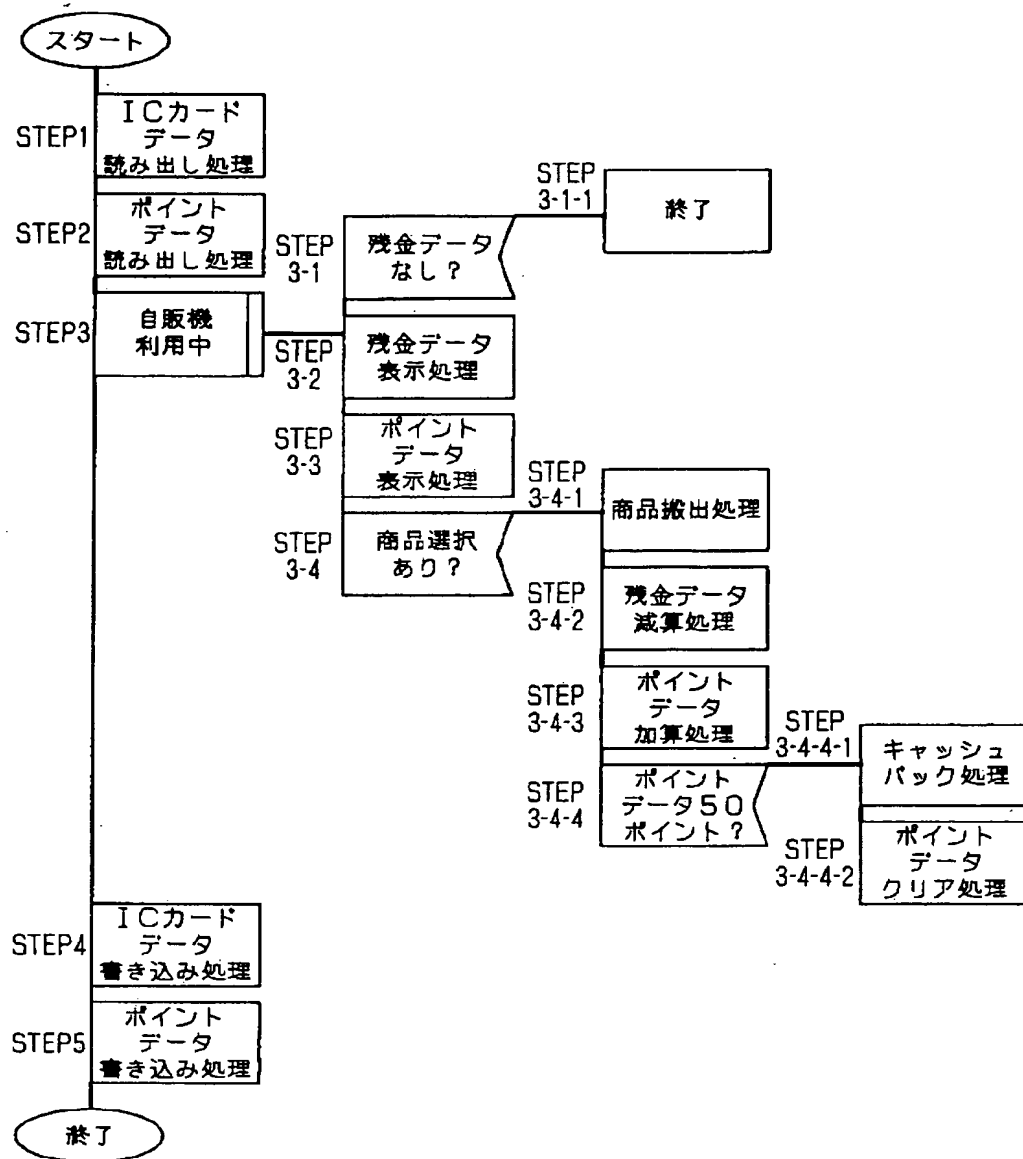 スタート
STEP1
ICカード
データ
読み出し処理
STEP2
ポイント
データ
読み出し処理
STEP3
自販機
利用中
STEP
3-1
残金データ
なし?
STEP
3-1-1
終了
STEP
3-2
残金データ
表示処理
STEP
3-3
ポイント
データ
表示処理
STEP
3-4
商品選択
あり?
STEP
3-4-1
商品搬出処理
STEP
3-4-2
残金データ
減算処理
STEP
3-4-3
ポイント
データ
加算処理
STEP
3-4-4
ポイント
データ50
ポイント?
STEP
3-4-4-1
キャッシュ
バック処理
STEP
3-4-4-2
ポイント
データ
クリア処理
STEP4
ICカード
データ
書き込み処理
STEP5
ポイント
データ
書き込み処理
終了